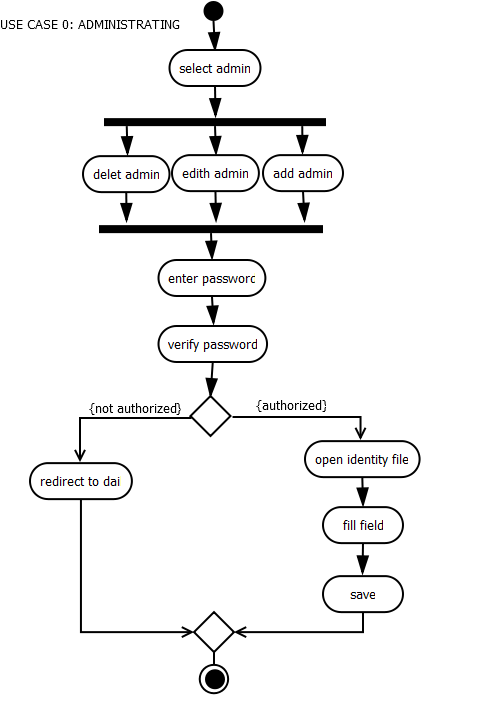 USE CASE 0: ADMINISTRATING
select admin
delet admin
edith admin
add admin
enter password
verify password
{not authorized}
{authorized}
open identity file
redirect to dai
fill field
save